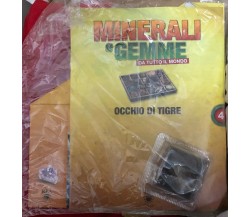 MINERALI
e GEMME
DA TUTTO IL MONDO
OCCHIO DI TIGRE
4